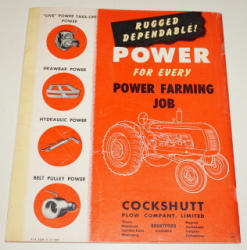 "LIVE" POWER TAKE-OFF
POWER
DRAWBAR POWER
HYDRAULIC POWER
BELT PULLEY POWER
RUGGED
DEPENDABLE!
POWER
FOR EVERY
POWER FARMING
JOB
COCKSHUTT
PLOW COMPANY, LIMITED
BRANTFORD